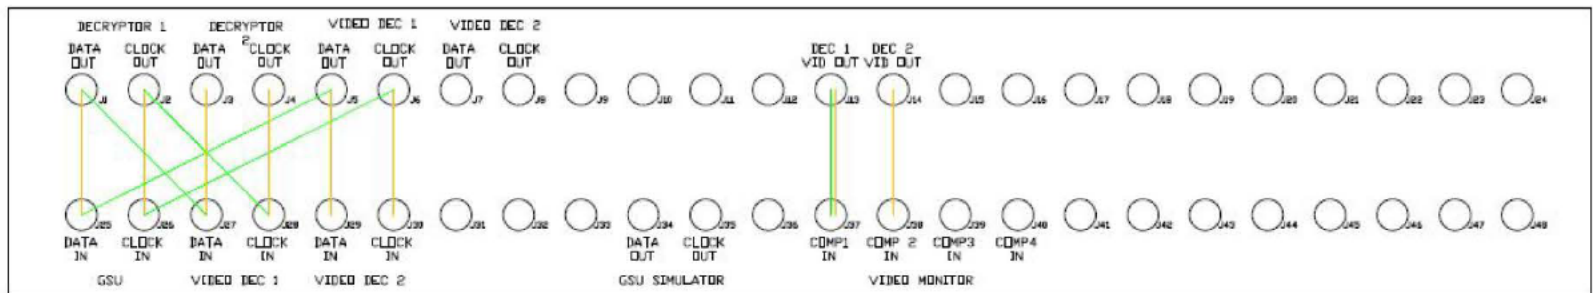 DECRYPTOR 1 DECRYPTOR 2 VIDEO DEC 1 VIDEO DEC 2
DATA OUT CLOCK OUT DATA OUT CLOCK OUT DATA OUT CLOCK OUT DATA OUT CLOCK OUT DEC 1 VID OUT DEC 2 VID OUT
J1 J2 J3 J4 J5 J6 J7 J8 J9 J10 J11 J12 J13 J14 J15 J16 J17 J18 J19 J20 J21 J22 J23 J24
J25 J26 J27 J28 J29 J30 J31 J32 J33 J34 J35 J36 J37 J38 J39 J40 J41 J42 J43 J44 J45 J46 J47 J48
DATA IN CLOCK IN DATA IN CLOCK IN DATA IN CLOCK IN DATA OUT CLOCK OUT COMP1 IN COMP 2 IN COMP3 IN COMP4 IN
GSU VIDEO DEC 1 VIDEO DEC 2 GSU SIMULATOR VIDEO MONITOR